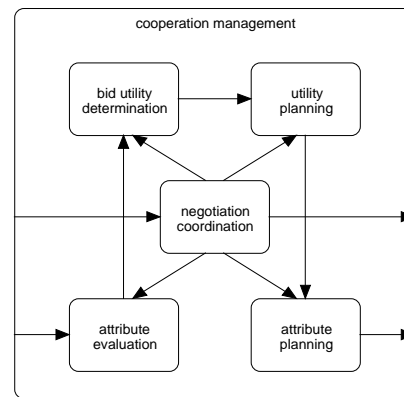 cooperation management
bid utility
determination
utility
planning
negotiation
coordination
attribute
evaluation
attribute
planning